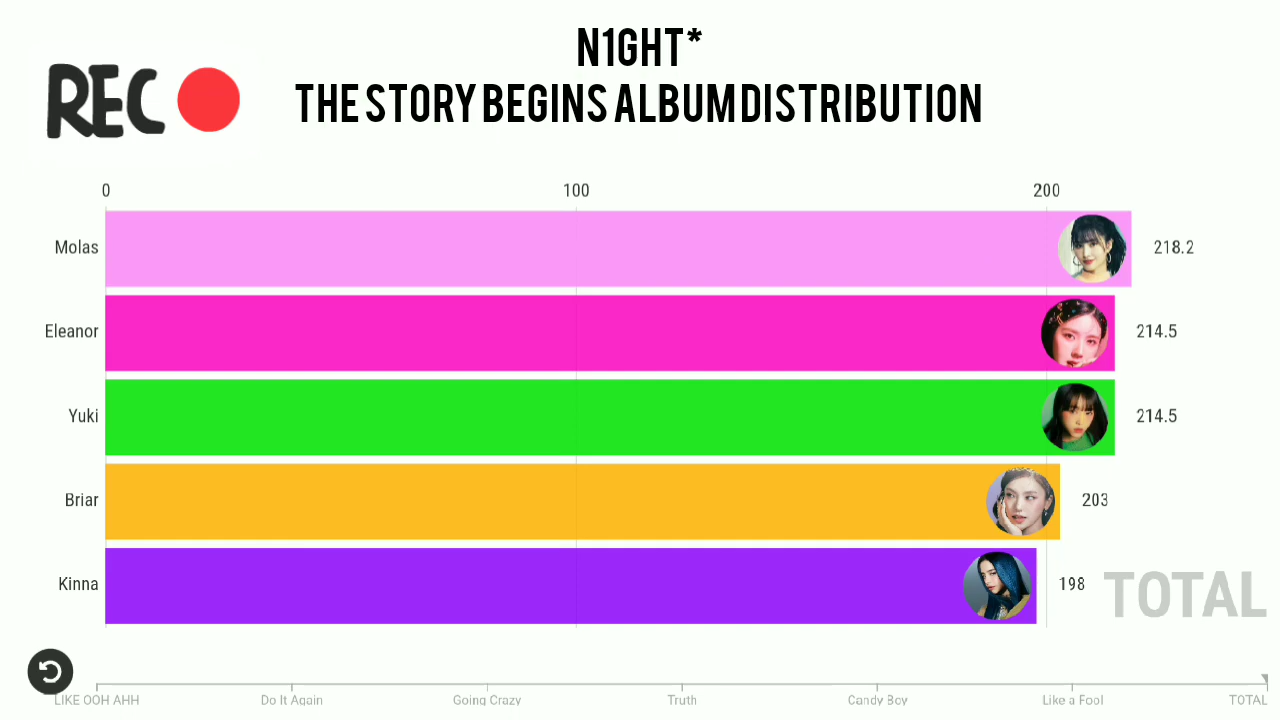 N1GHT*
THE STORY BEGINS ALBUM DISTRIBUTION
REC
0 100 200
Molas 218.2
Eleanor 214.5
Yuki 214.5
Briar 203
Kinna 198
TOTAL
LIKE OOH AHH Do It Again Going Crazy Truth Candy Boy Like a Fool TOTAL